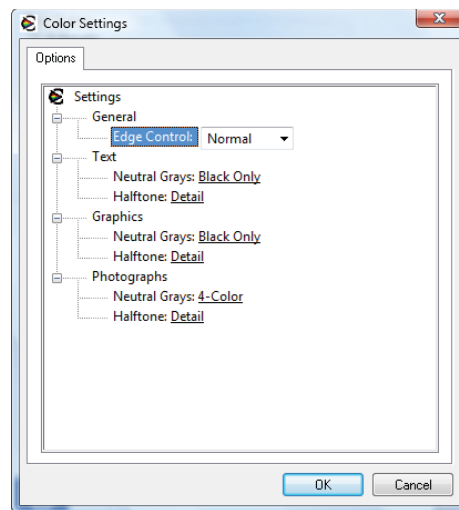 Color Settings
Options
Settings
General
Edge Control: Normal
Text
Neutral Grays: Black Only
Halftone: Detail
Graphics
Neutral Grays: Black Only
Halftone: Detail
Photographs
Neutral Grays: 4-Color
Halftone: Detail
OK Cancel